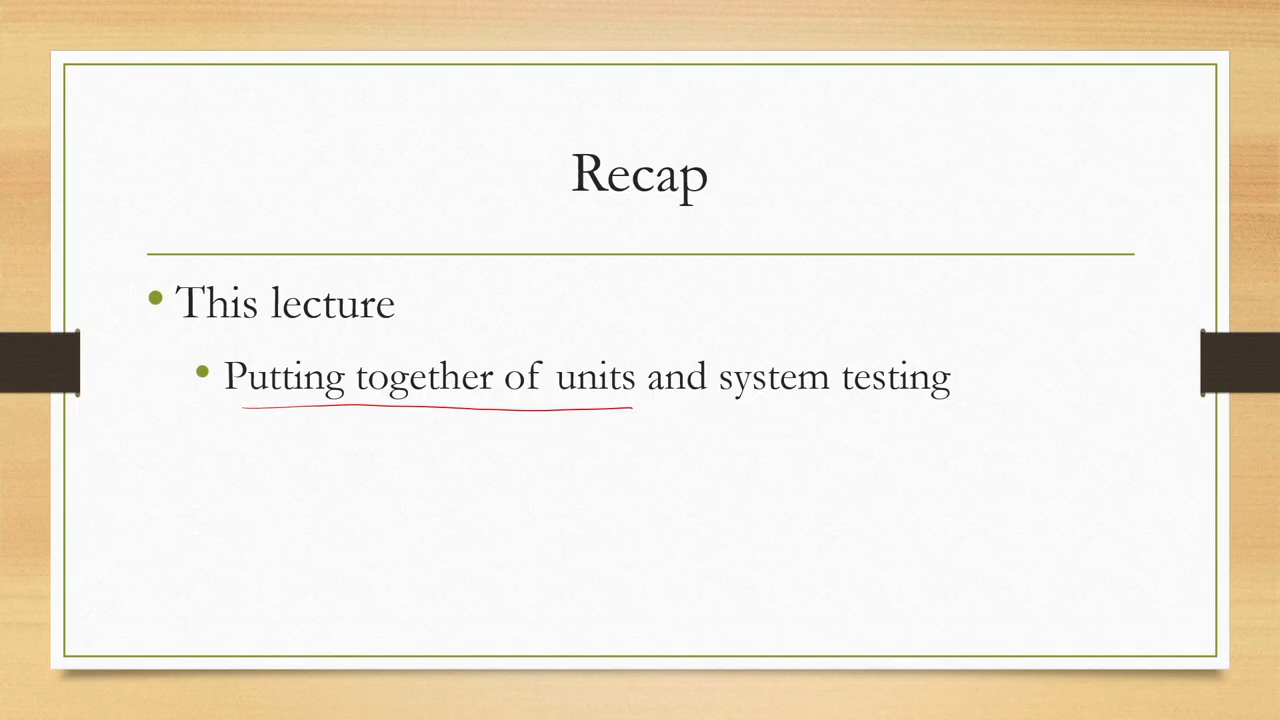 Recap
This lecture
Putting together of units and system testing